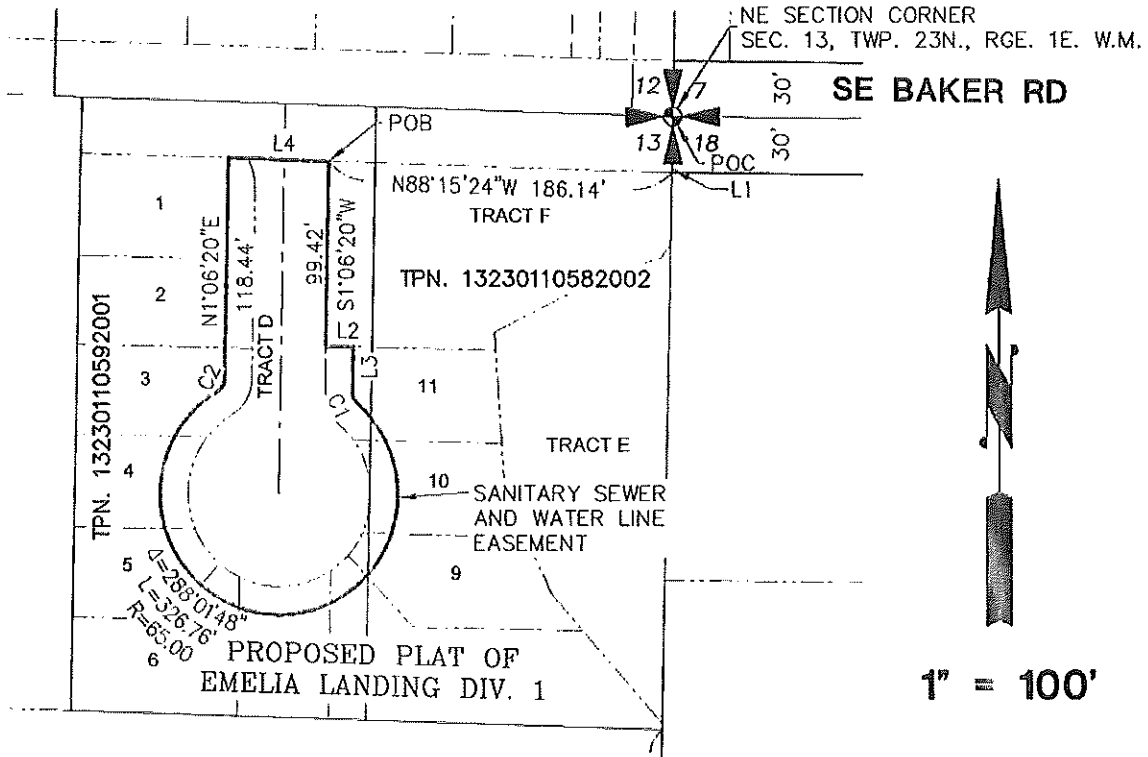 NE SECTION CORNER
SEC. 13, TWP. 23N., RGE. 1E. W.M.
12
7
30'
SE BAKER RD
13
18
30'
POC
L1
POB
L4
N88°15'24"W 186.14'
TRACT F
1
N1°06'20"E
118.44'
99.42'
S1°06'20"W
TPN. 13230110582002
2
TPN. 13230110592001
TRACT D
L2
L3
3
C2
C1
11
TRACT E
4
10
SANITARY SEWER
AND WATER LINE
EASEMENT
5
9
Δ=288°01'48"
L=326.76'
R=65.00
6
PROPOSED PLAT OF
EMELIA LANDING DIV. 1
1" = 100'